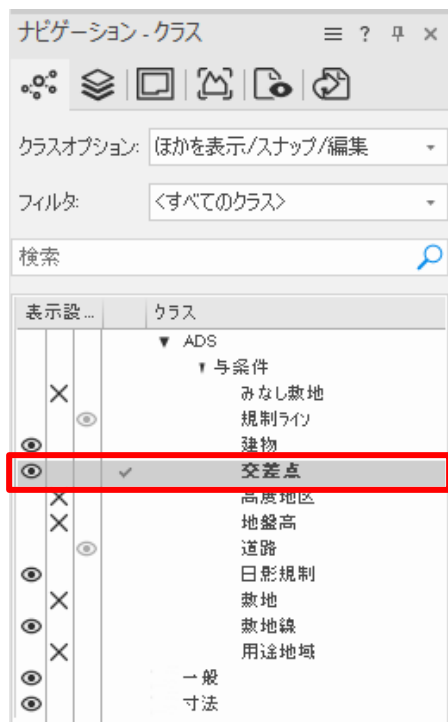 ナビゲーション - クラス ?
クラスオプション: ほかを表示/スナップ/編集
フィルタ: <すべてのクラス>
検索
表示設... クラス
ADS
与条件
みなし敷地
規制ライン
建物
交差点
高度地区
地盤高
道路
日影規制
敷地
敷地線
用途地域
一般
寸法